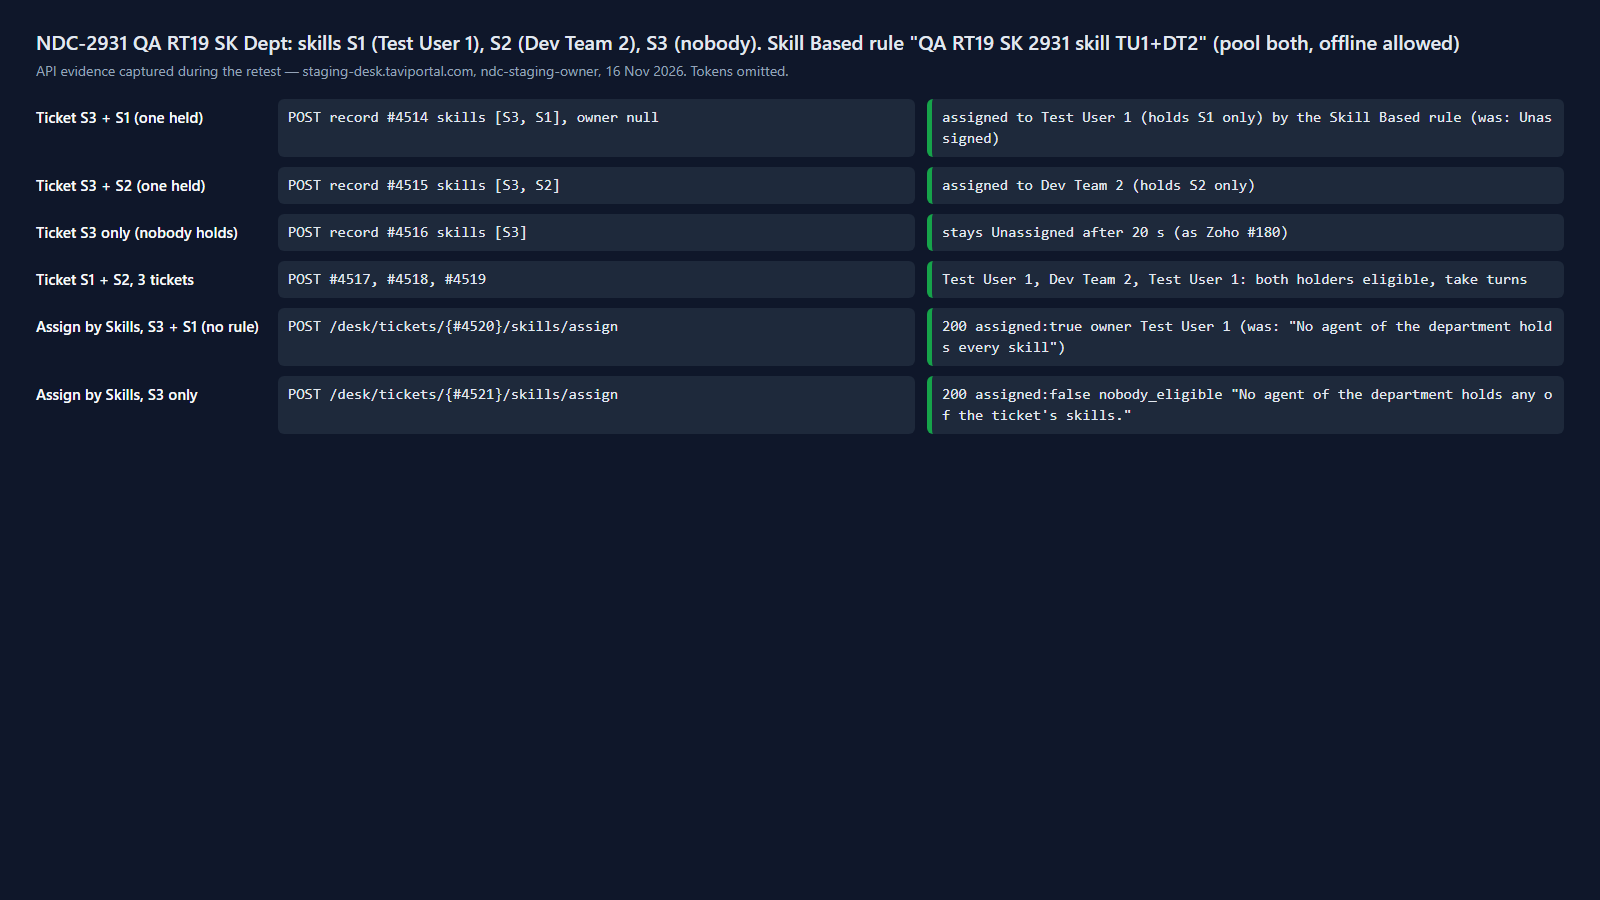 NDC-2931 QA RT19 SK Dept: skills S1 (Test User 1), S2 (Dev Team 2), S3 (nobody). Skill Based rule "QA RT19 SK 2931 skill TU1+DT2" (pool both, offline allowed)
API evidence captured during the retest — staging-desk.taviportal.com, ndc-staging-owner, 16 Nov 2026. Tokens omitted.
Ticket S3 + S1 (one held)
POST record #4514 skills [S3, S1], owner null
assigned to Test User 1 (holds S1 only) by the Skill Based rule (was: Unas
signed)
Ticket S3 + S2 (one held)
POST record #4515 skills [S3, S2]
assigned to Dev Team 2 (holds S2 only)
Ticket S3 only (nobody holds)
POST record #4516 skills [S3]
stays Unassigned after 20 s (as Zoho #180)
Ticket S1 + S2, 3 tickets
POST #4517, #4518, #4519
Test User 1, Dev Team 2, Test User 1: both holders eligible, take turns
Assign by Skills, S3 + S1 (no rule)
POST /desk/tickets/{#4520}/skills/assign
200 assigned:true owner Test User 1 (was: "No agent of the department hold
s every skill")
Assign by Skills, S3 only
POST /desk/tickets/{#4521}/skills/assign
200 assigned:false nobody_eligible "No agent of the department holds any o
f the ticket's skills."